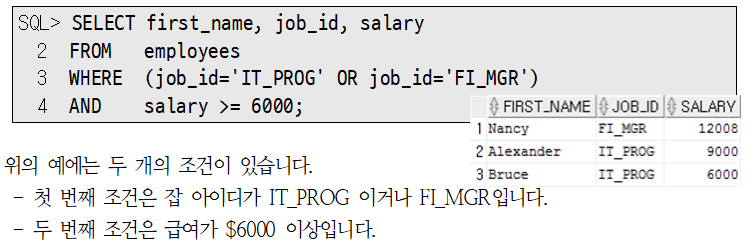 SQL> SELECT first_name, job_id, salary
2 FROM employees
3 WHERE (job_id='IT_PROG' OR job_id='FI_MGR')
4 AND salary >= 6000;
FIRST_NAME JOB_ID SALARY
1 Nancy FI_MGR 12008
2 Alexander IT_PROG 9000
3 Bruce IT_PROG 6000
위의 예에는 두 개의 조건이 있습니다.
- 첫 번째 조건은 잡 아이디가 IT_PROG 이거나 FI_MGR입니다.
- 두 번째 조건은 급여가 $6000 이상입니다.